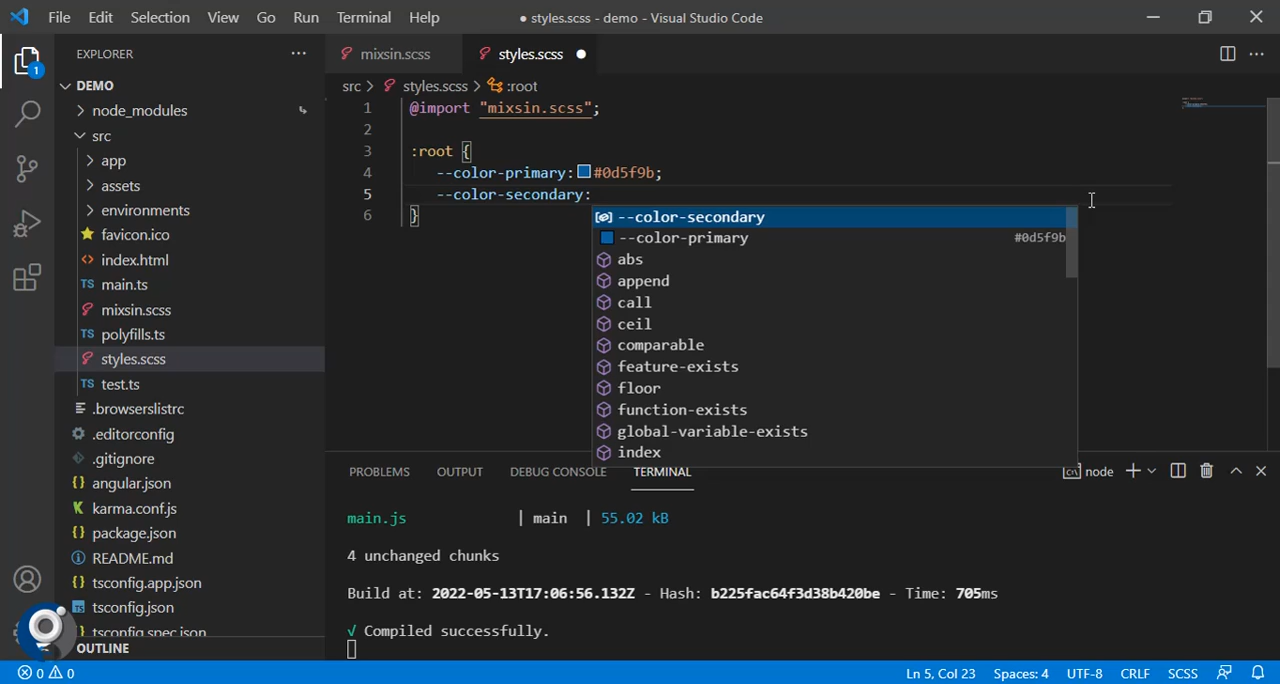 File Edit Selection View Go Run Terminal Help ● styles.scss - demo - Visual Studio Code
EXPLORER ···
mixsin.scss styles.scss ●
DEMO
src > styles.scss > :root
1
node_modules
src
app
assets
environments
favicon.ico
index.html
TS main.ts
mixsin.scss
TS polyfills.ts
styles.scss
TS test.ts
.browserslistrc
.editorconfig
.gitignore
angular.json
karma.conf.js
package.json
README.md
tsconfig.app.json
tsconfig.json
tsconfig.spec.json
OUTLINE
1 @import "mixsin.scss";
2
3 :root {
4 --color-primary:#0d5f9b;
5 --color-secondary:
6 }
--color-secondary
--color-primary #0d5f9b
abs
append
call
ceil
comparable
feature-exists
floor
function-exists
global-variable-exists
index
PROBLEMS OUTPUT DEBUG CONSOLE TERMINAL node
main.js | main | 55.02 kB
4 unchanged chunks
Build at: 2022-05-13T17:06:56.132Z - Hash: b225fac64f3d38b420be - Time: 705ms
√ Compiled successfully.
0 0 Ln 5, Col 23 Spaces: 4 UTF-8 CRLF SCSS